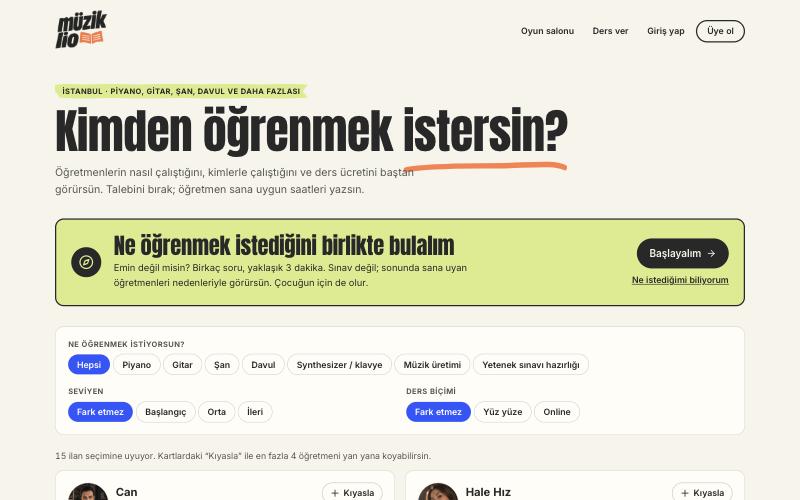 müzik
lio
Oyun salonu Ders ver Giriş yap Üye ol
İSTANBUL · PİYANO, GİTAR, ŞAN, DAVUL VE DAHA FAZLASI
Kimden öğrenmek istersin?
Öğretmenlerin nasıl çalıştığını, kimlerle çalıştığını ve ders ücretini baştan
görürsün. Talebini bırak; öğretmen sana uygun saatleri yazsın.
Ne öğrenmek istediğini birlikte bulalım
Emin değil misin? Birkaç soru, yaklaşık 3 dakika. Sınav değil; sonunda sana uyan
öğretmenleri nedenleriyle görürsün. Çocuğun için de olur.
Başlayalım →
Ne istediğimi biliyorum
NE ÖĞRENMEK İSTİYORSUN?
Hepsi Piyano Gitar Şan Davul Synthesizer / klavye Müzik üretimi Yetenek sınavı hazırlığı
SEVİYEN DERS BİÇİMİ
Fark etmez Başlangıç Orta İleri Fark etmez Yüz yüze Online
15 ilan seçimine uyuyor. Kartlardaki “Kıyasla” ile en fazla 4 öğretmeni yan yana koyabilirsin.
Can + Kıyasla Hale Hız + Kıyasla